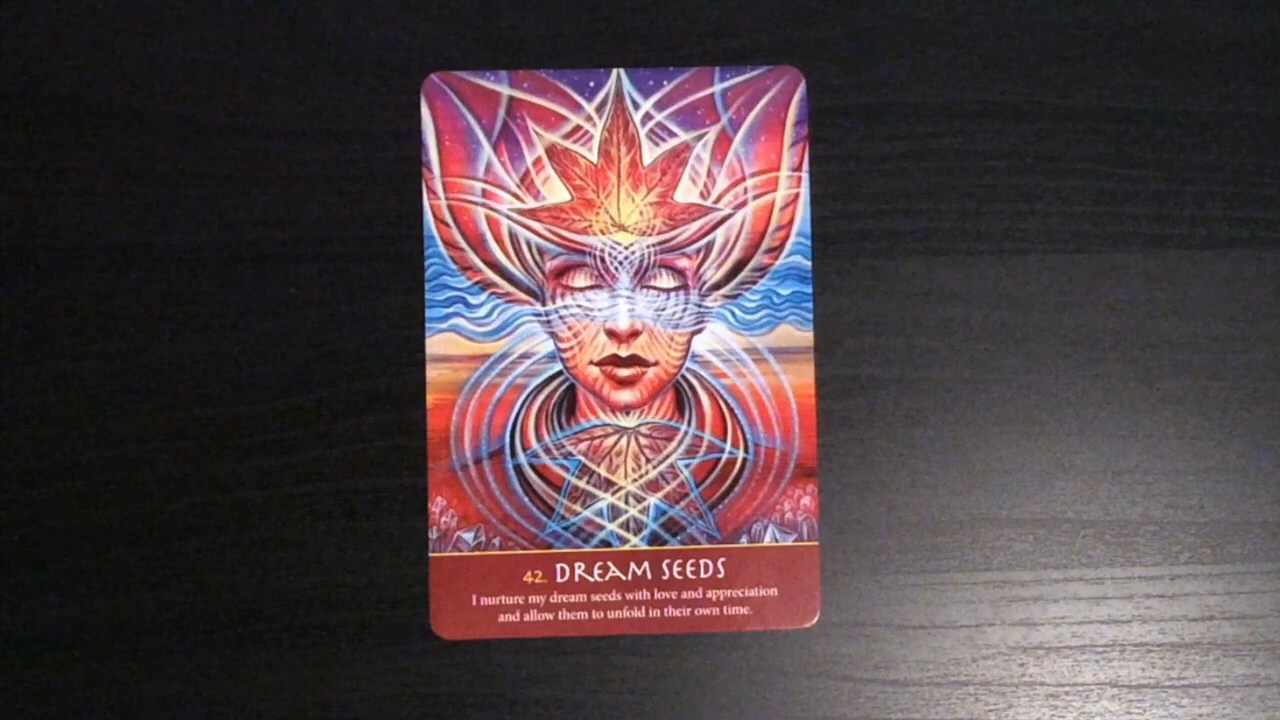 42. DREAM SEEDS
I nurture my dream seeds with love and appreciation
and allow them to unfold in their own time.